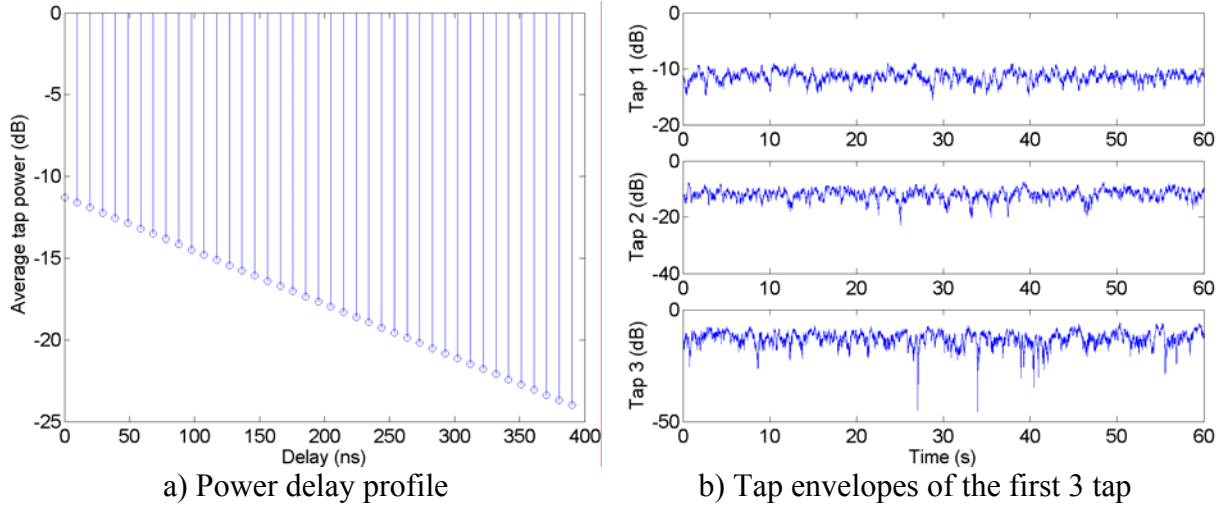 0
-5
-10
-15
-20
-25
Average tap power (dB)
0 50 100 150 200 250 300 350 400
Delay (ns)
a) Power delay profile
0
-10
-20
Tap 1 (dB)
0 10 20 30 40 50 60
0
-20
-40
Tap 2 (dB)
0 10 20 30 40 50 60
0
-50
Tap 3 (dB)
0 10 20 30 40 50 60
Time (s)
b) Tap envelopes of the first 3 tap